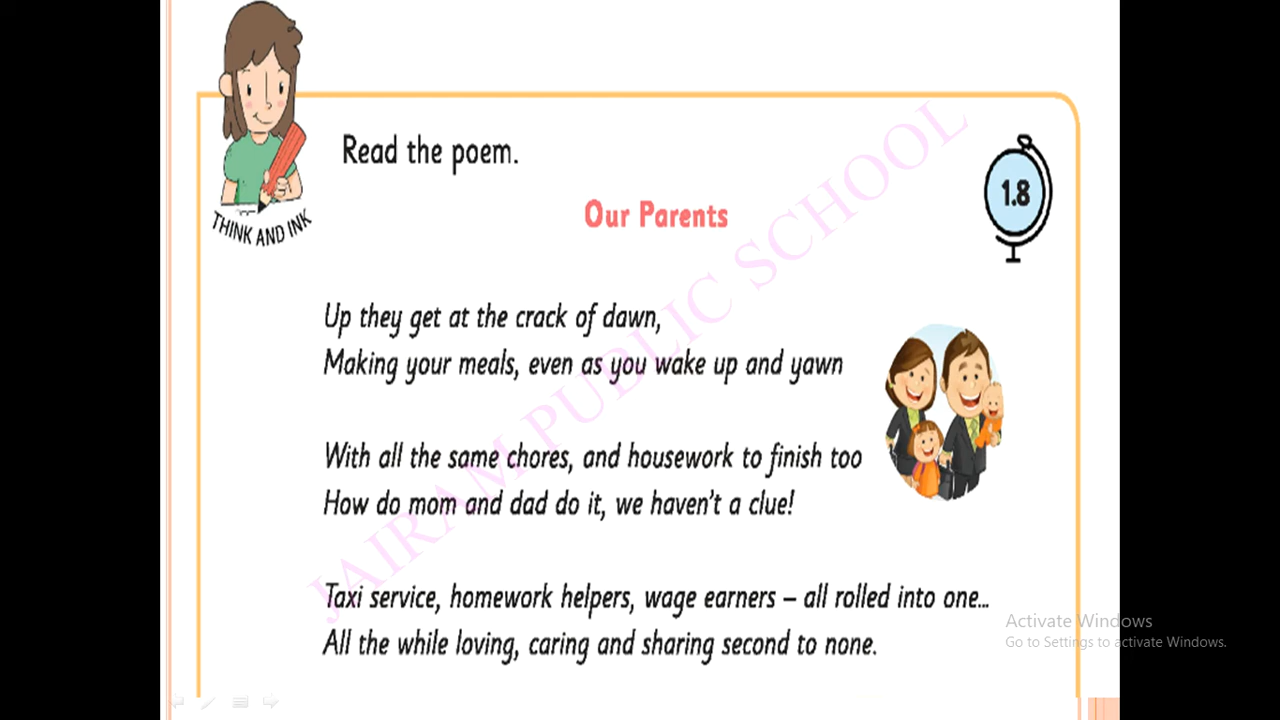 Read the poem.
1.8
THINK AND INK
Our Parents
Up they get at the crack of dawn,
Making your meals, even as you wake up and yawn
With all the same chores, and housework to finish too
How do mom and dad do it, we haven't a clue!
Taxi service, homework helpers, wage earners – all rolled into one...
All the while loving, caring and sharing second to none.
JAIRAM PUBLIC SCHOOL
Activate Windows
Go to Settings to activate Windows.